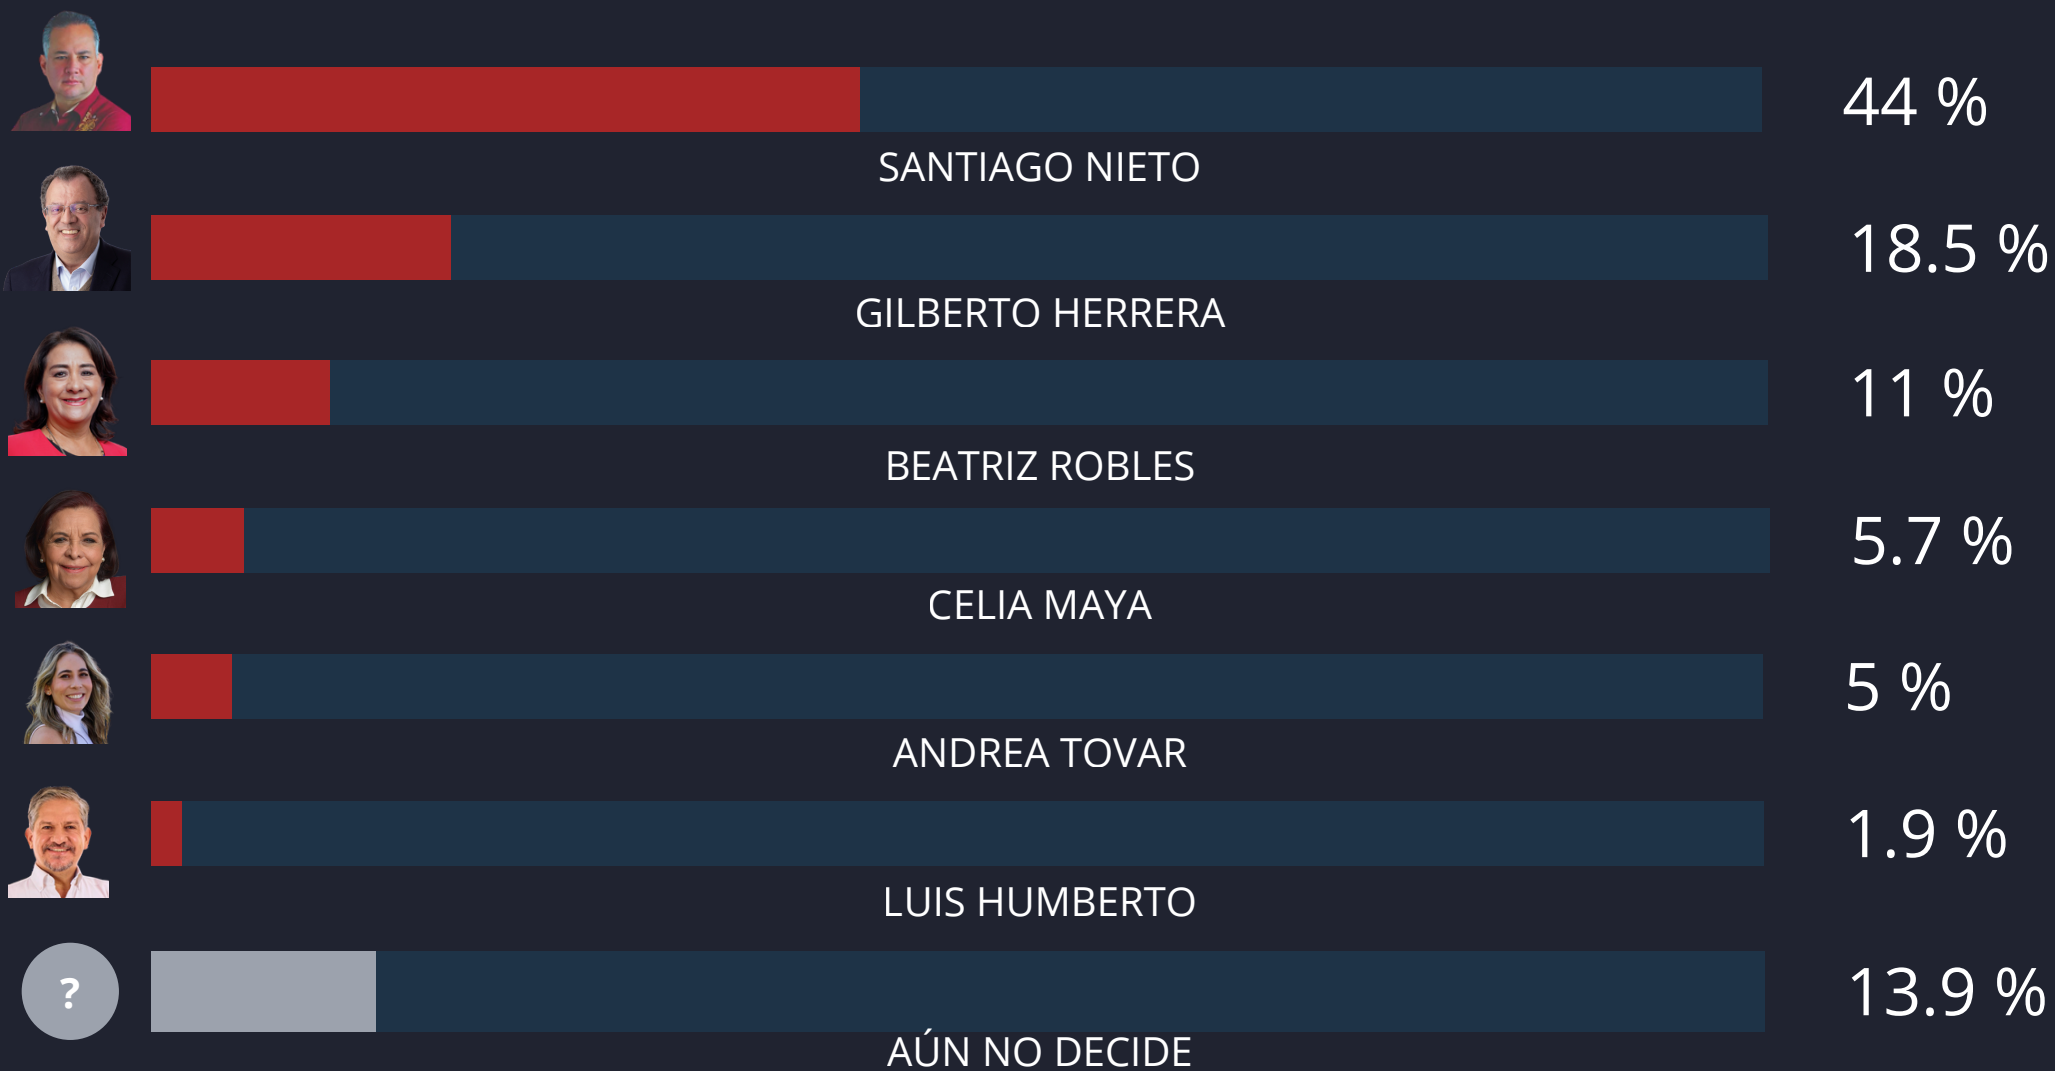 44 %
SANTIAGO NIETO
18.5 %
GILBERTO HERRERA
11 %
BEATRIZ ROBLES
5.7 %
CELIA MAYA
5 %
ANDREA TOVAR
1.9 %
LUIS HUMBERTO
?
13.9 %
AÚN NO DECIDE